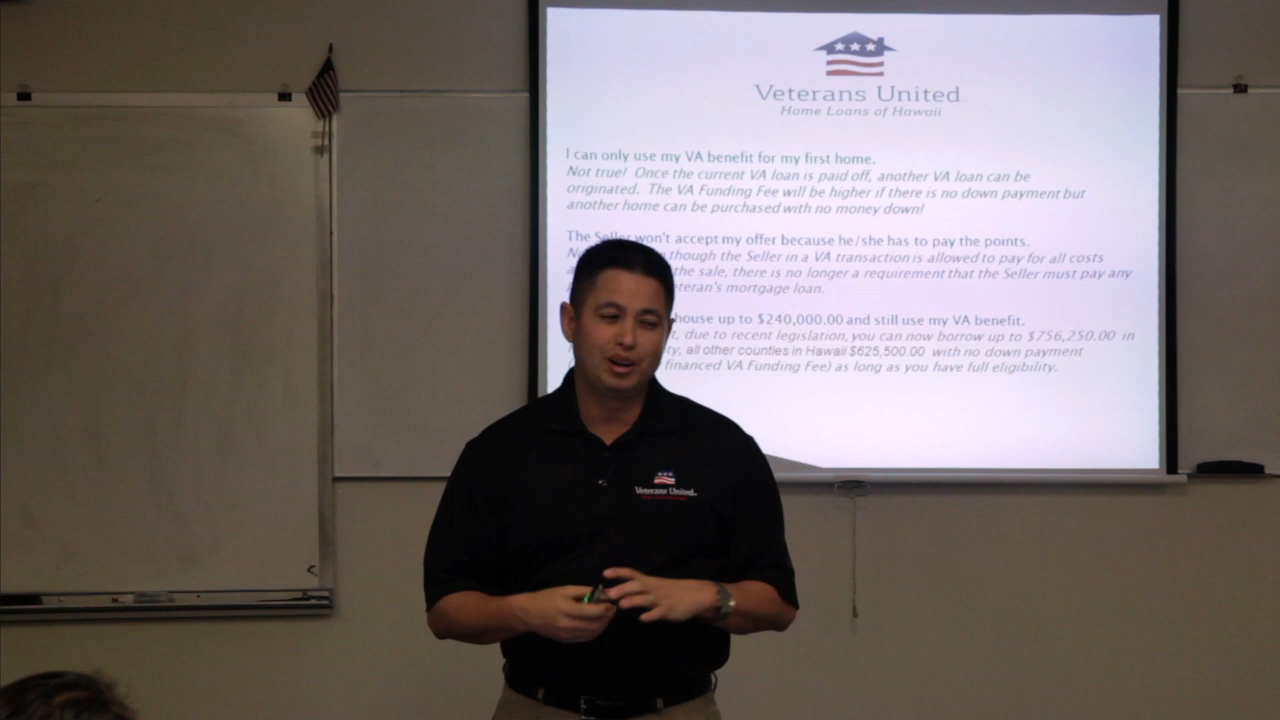 Veterans United
Home Loans of Hawaii
I can only use my VA benefit for my first home.
Not true! Once the current VA loan is paid off, another VA loan can be
originated. The VA Funding Fee will be higher if there is no down payment but
another home can be purchased with no money down!
The Seller won't accept my offer because he/she has to pay the points.
though the Seller in a VA transaction is allowed to pay for all costs
the sale, there is no longer a requirement that the Seller must pay any
mortgage loan.
house up to $240,000.00 and still use my VA benefit.
due to recent legislation, you can now borrow up to $756,250.00 in
all other counties in Hawaii $625,500.00 with no down payment
financed VA Funding Fee) as long as you have full eligibility.
Veterans United